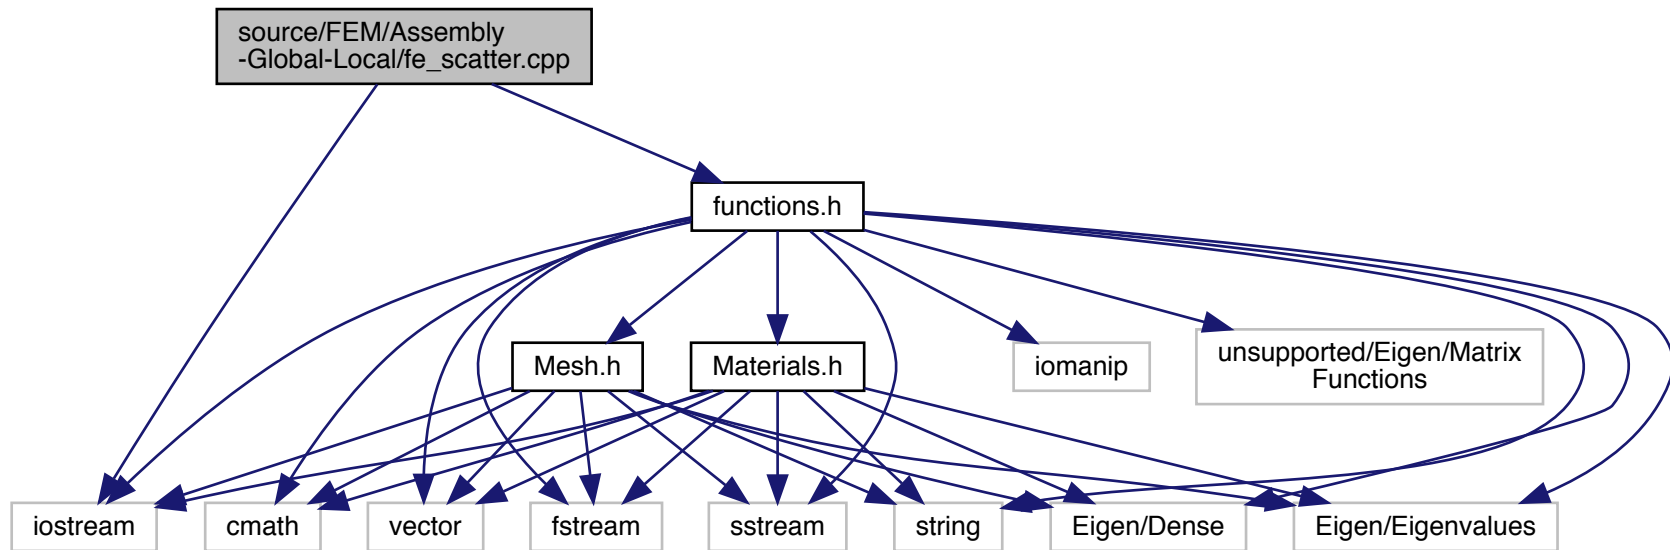 source/FEM/Assembly
-Global-Local/fe_scatter.cpp
functions.h
Mesh.h
Materials.h
iomanip
unsupported/Eigen/Matrix
Functions
iostream
cmath
vector
fstream
sstream
string
Eigen/Dense
Eigen/Eigenvalues